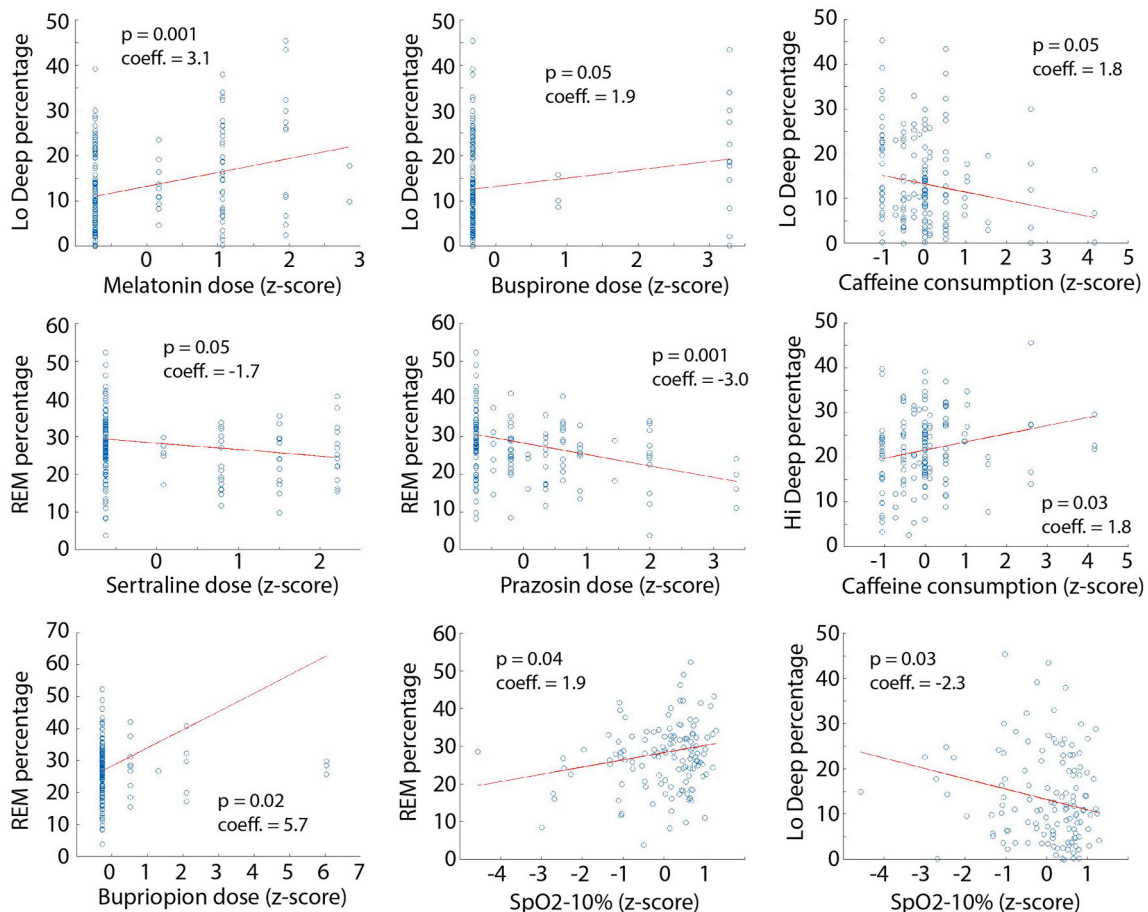 50
40
30
20
10
0
Lo Deep percentage
p = 0.001
coeff. = 3.1
0 1 2 3
Melatonin dose (z-score)
50
40
30
20
10
0
Lo Deep percentage
p = 0.05
coeff. = 1.9
0 1 2 3
Buspirone dose (z-score)
50
40
30
20
10
0
Lo Deep percentage
p = 0.05
coeff. = 1.8
-1 0 1 2 3 4 5
Caffeine consumption (z-score)
60
50
40
30
20
10
0
REM percentage
p = 0.05
coeff. = -1.7
0 1 2
Sertraline dose (z-score)
60
50
40
30
20
10
0
REM percentage
p = 0.001
coeff. = -3.0
0 1 2 3
Prazosin dose (z-score)
50
40
30
20
10
0
Hi Deep percentage
p = 0.03
coeff. = 1.8
-1 0 1 2 3 4 5
Caffeine consumption (z-score)
70
60
50
40
30
20
10
0
REM percentage
p = 0.02
coeff. = 5.7
0 1 2 3 4 5 6 7
Bupriopion dose (z-score)
60
50
40
30
20
10
0
REM percentage
p = 0.04
coeff. = 1.9
-4 -3 -2 -1 0 1
SpO2-10% (z-score)
50
40
30
20
10
0
Lo Deep percentage
p = 0.03
coeff. = -2.3
-4 -3 -2 -1 0 1
SpO2-10% (z-score)